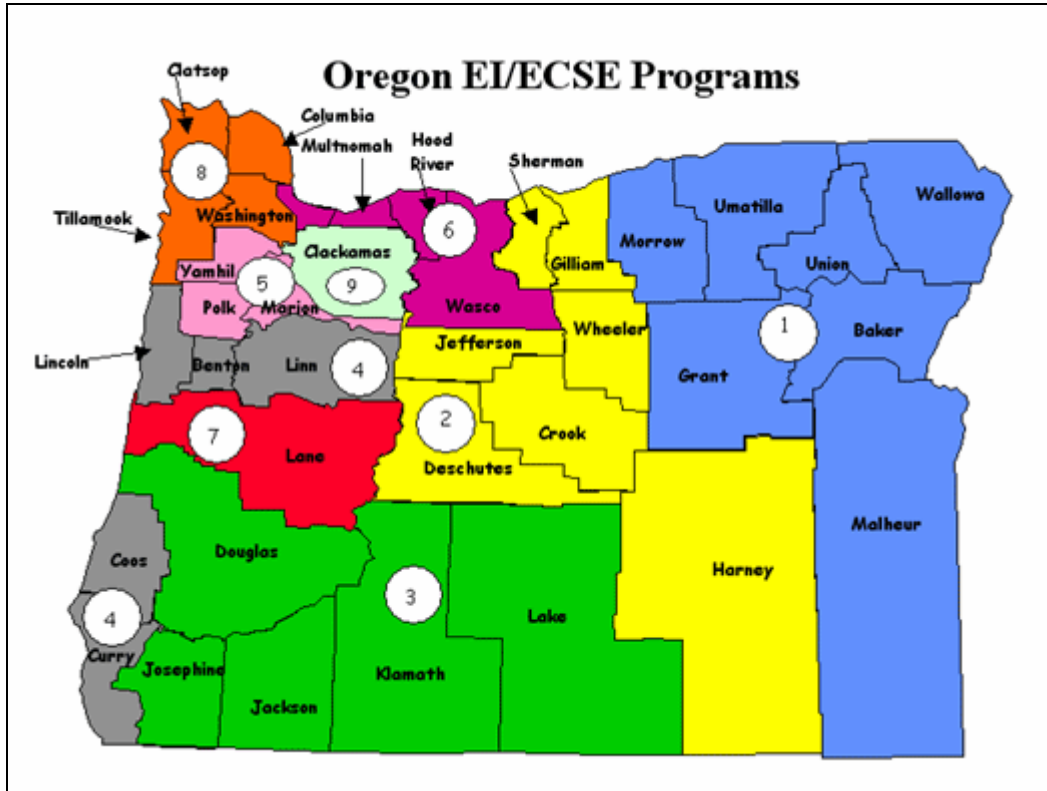 Oregon EI/ECSE Programs
Clatsop
Columbia
Multnomah
Hood
River
Sherman
8
Tillamook
Washington
6
Clackamas
9
Yamhil
5
Polk
Marion
Wasco
Gilliam
Morrow
Umatilla
Wallowa
Union
1
Baker
Wheeler
Jefferson
Grant
Lincoln
Benton
Linn
4
7
Lane
2
Crook
Deschutes
Malheur
Harney
Coos
Douglas
4
3
Lake
Curry
Josephine
Klamath
Jackson